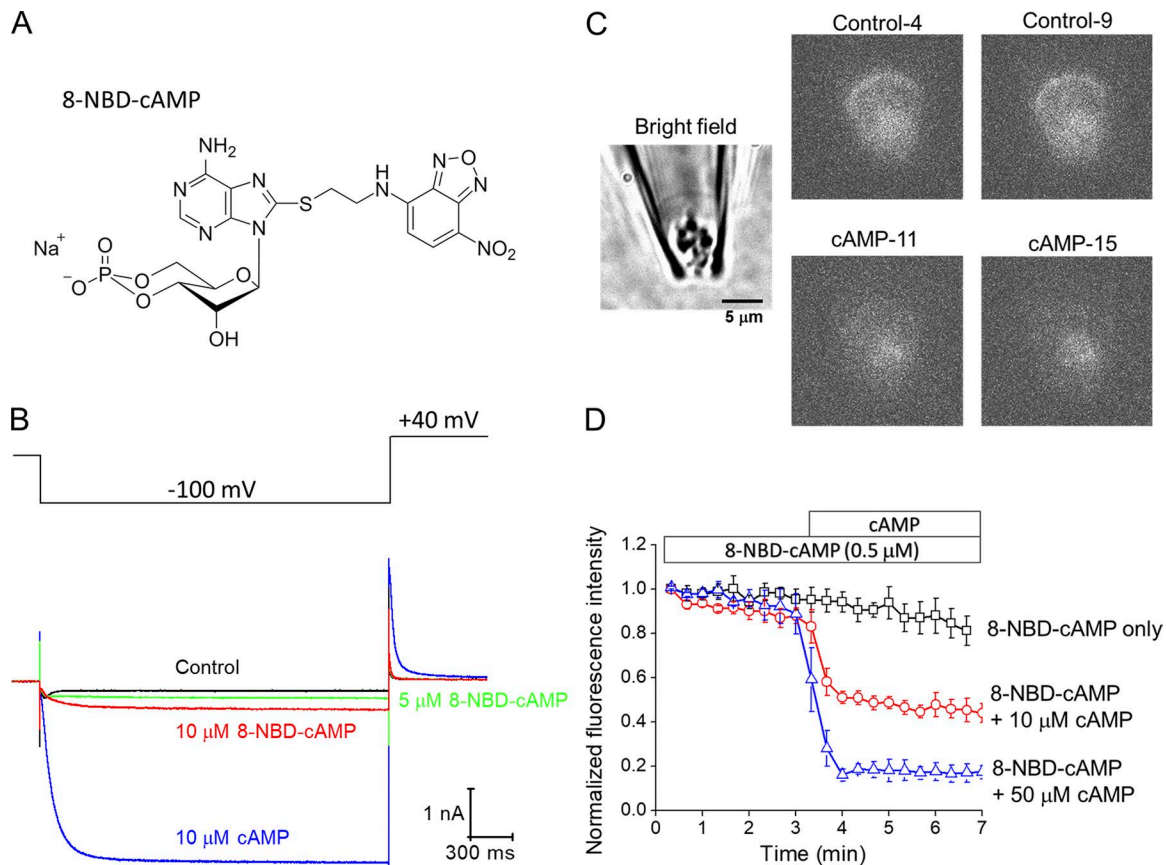 A
8-NBD-cAMP
NH2
N
N
N
N
N
O
N
H
N
S
NO2
Na+
O
P
−O
O
O
O
OH
B
+40 mV
-100 mV
Control
5 µM 8-NBD-cAMP
10 µM 8-NBD-cAMP
10 µM cAMP
1 nA
300 ms
C
Bright field
5 µm
Control-4
Control-9
cAMP-11
cAMP-15
D
cAMP
8-NBD-cAMP (0.5 µM)
Normalized fluorescence intensity
1.2
1.0
0.8
0.6
0.4
0.2
0.0
0 1 2 3 4 5 6 7
Time (min)
8-NBD-cAMP only
8-NBD-cAMP
+ 10 µM cAMP
8-NBD-cAMP
+ 50 µM cAMP